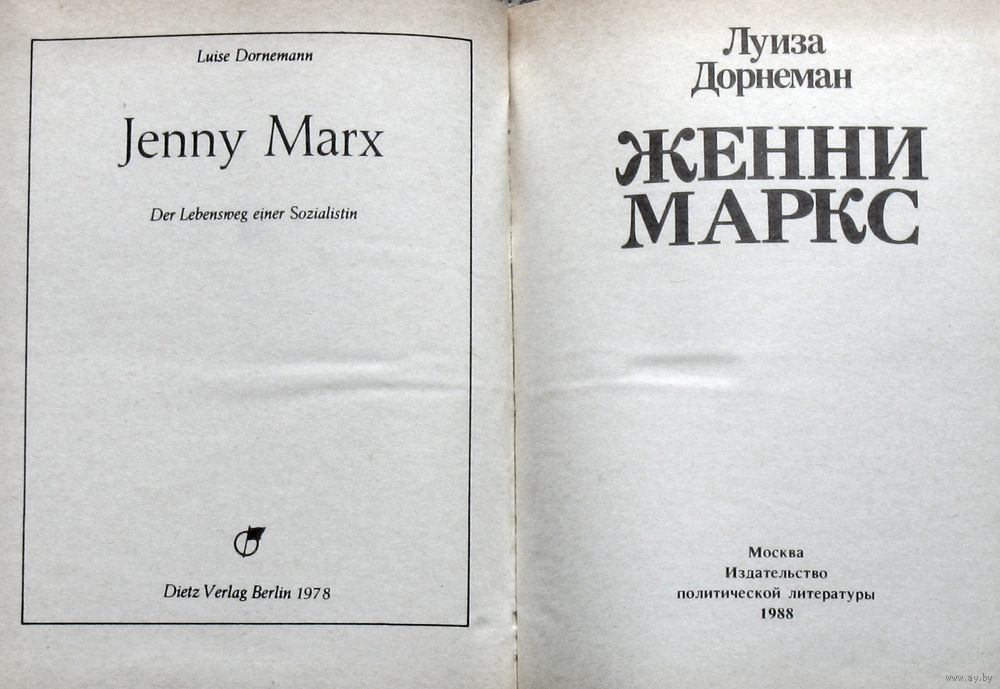 Luise Dornemann
Jenny Marx
Der Lebensweg einer Sozialistin
Dietz Verlag Berlin 1978
Луиза
Дорнеман
ЖЕННИ
МАРКС
Москва
Издательство
политической литературы
1988
www.ay.by